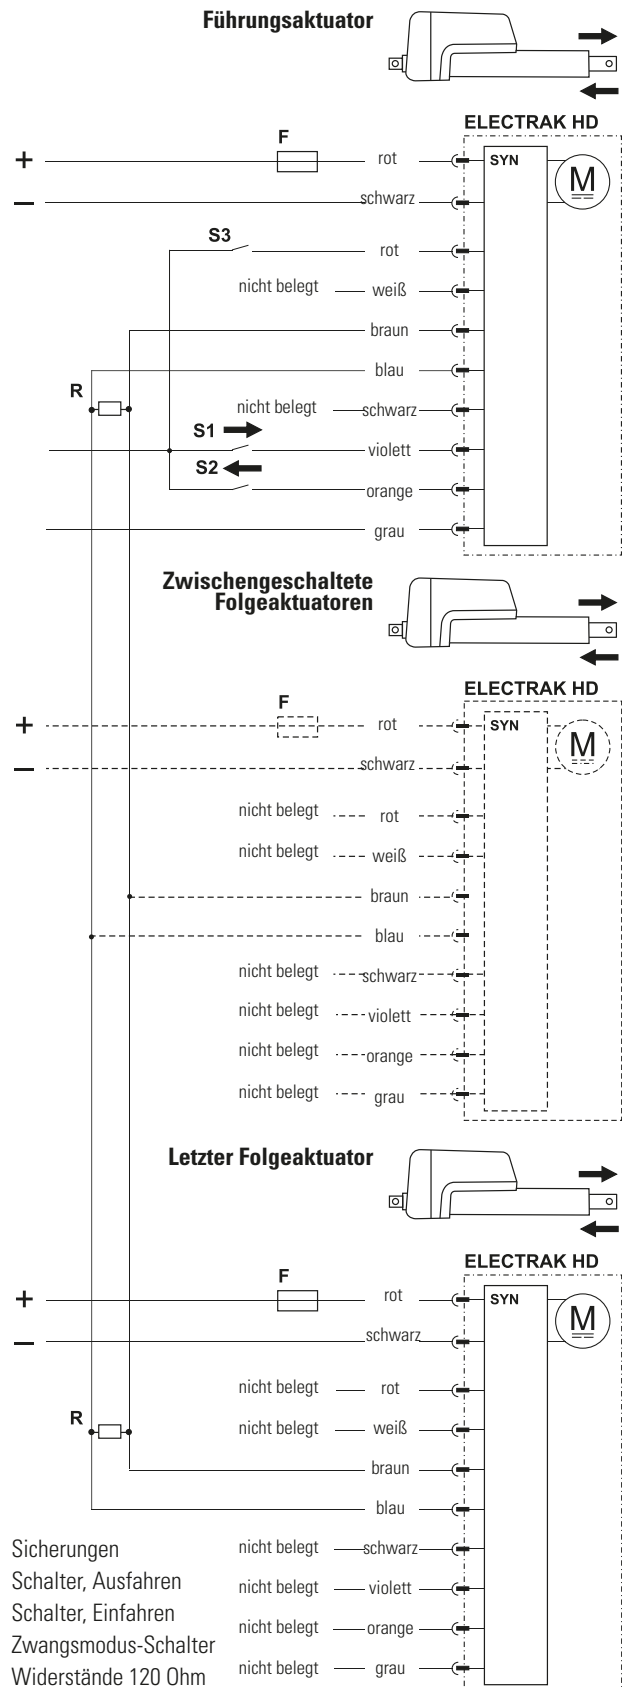 Führungsaktuator
ELECTRAK HD
+
F
rot
SYN
M
—
schwarz
S3
rot
nicht belegt
weiß
braun
blau
R
nicht belegt
schwarz
S1
violett
S2
orange
grau
Zwischengeschaltete
Folgeaktuatoren
ELECTRAK HD
+
F
rot
SYN
M
—
schwarz
nicht belegt
rot
nicht belegt
weiß
braun
blau
nicht belegt
schwarz
nicht belegt
violett
nicht belegt
orange
nicht belegt
grau
Letzter Folgeaktuator
ELECTRAK HD
+
F
rot
SYN
M
—
schwarz
nicht belegt
rot
R
nicht belegt
weiß
braun
blau
Sicherungen
nicht belegt
schwarz
Schalter, Ausfahren
nicht belegt
violett
Schalter, Einfahren
nicht belegt
orange
Zwangsmodus-Schalter
Widerstände 120 Ohm
nicht belegt
grau